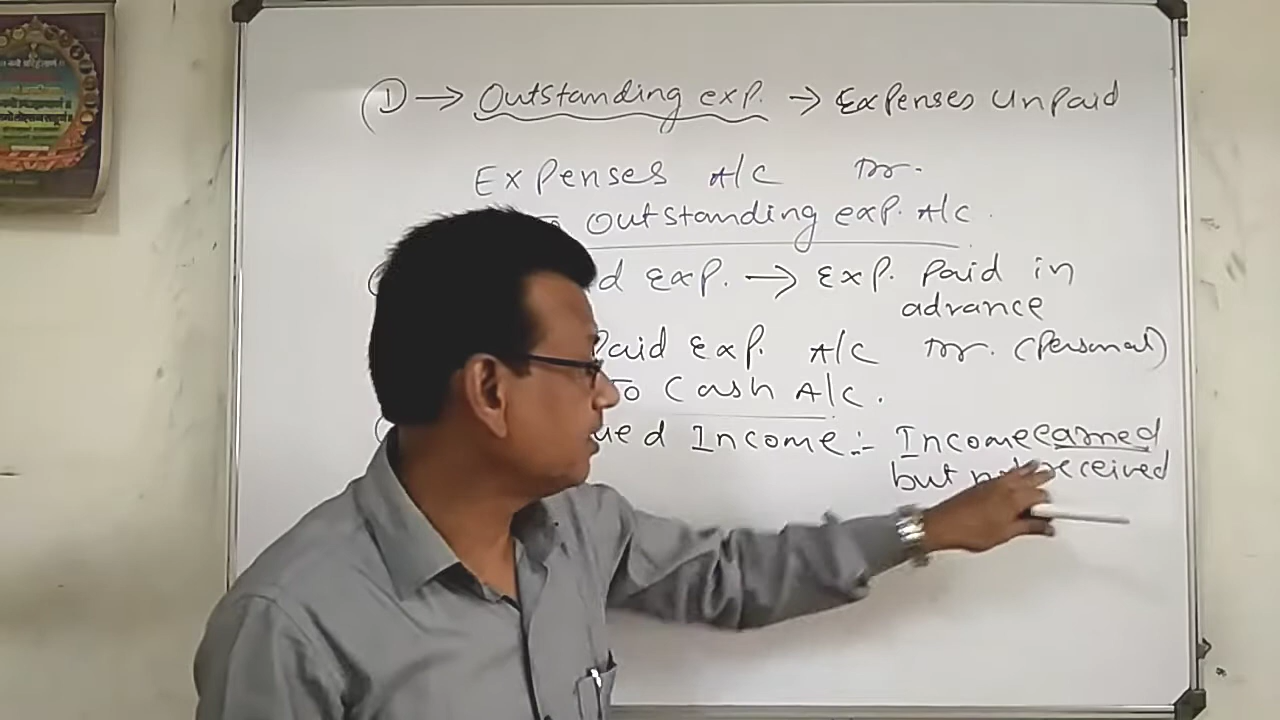 ① → Outstanding exp. → Expenses Unpaid
Expenses A/c Dr.
Outstanding exp. A/c.
exp. → Exp. Paid in
advance
Paid Exp. A/c Dr. (Personal)
To Cash A/c.
Income :- Income earned
but received